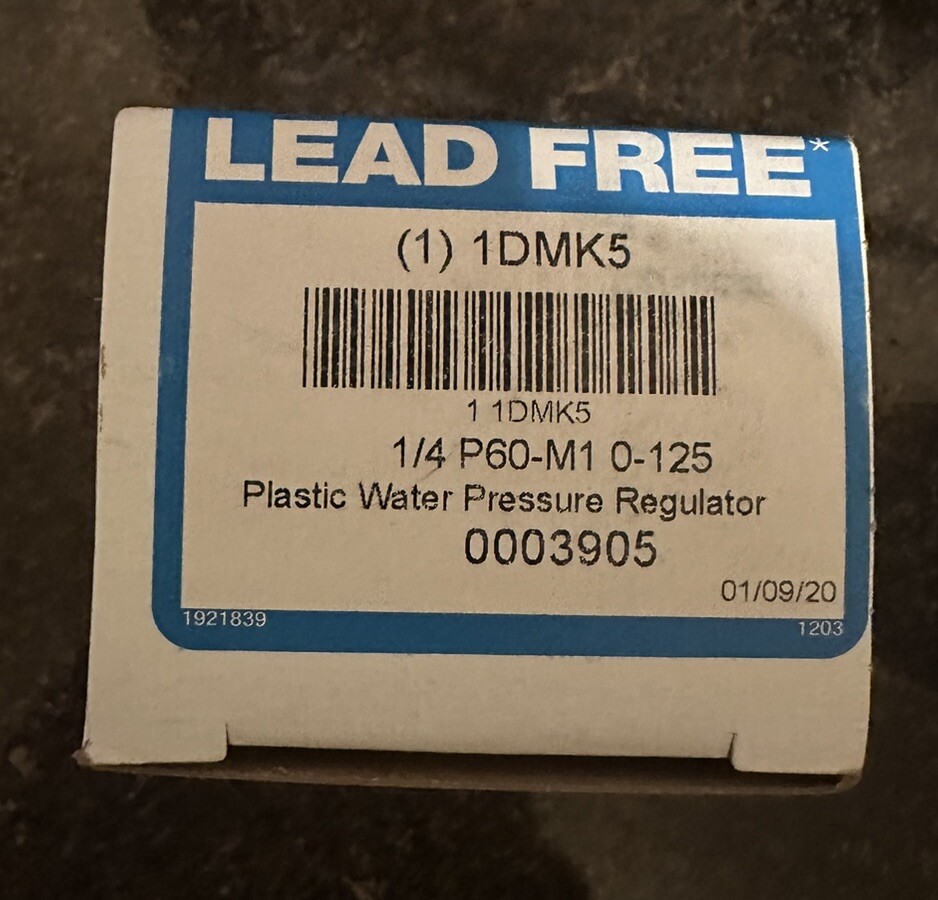 LEAD FREE*
(1) 1DMK5
1 1DMK5
1/4 P60-M1 0-125
Plastic Water Pressure Regulator
0003905
01/09/20
1921839
1203